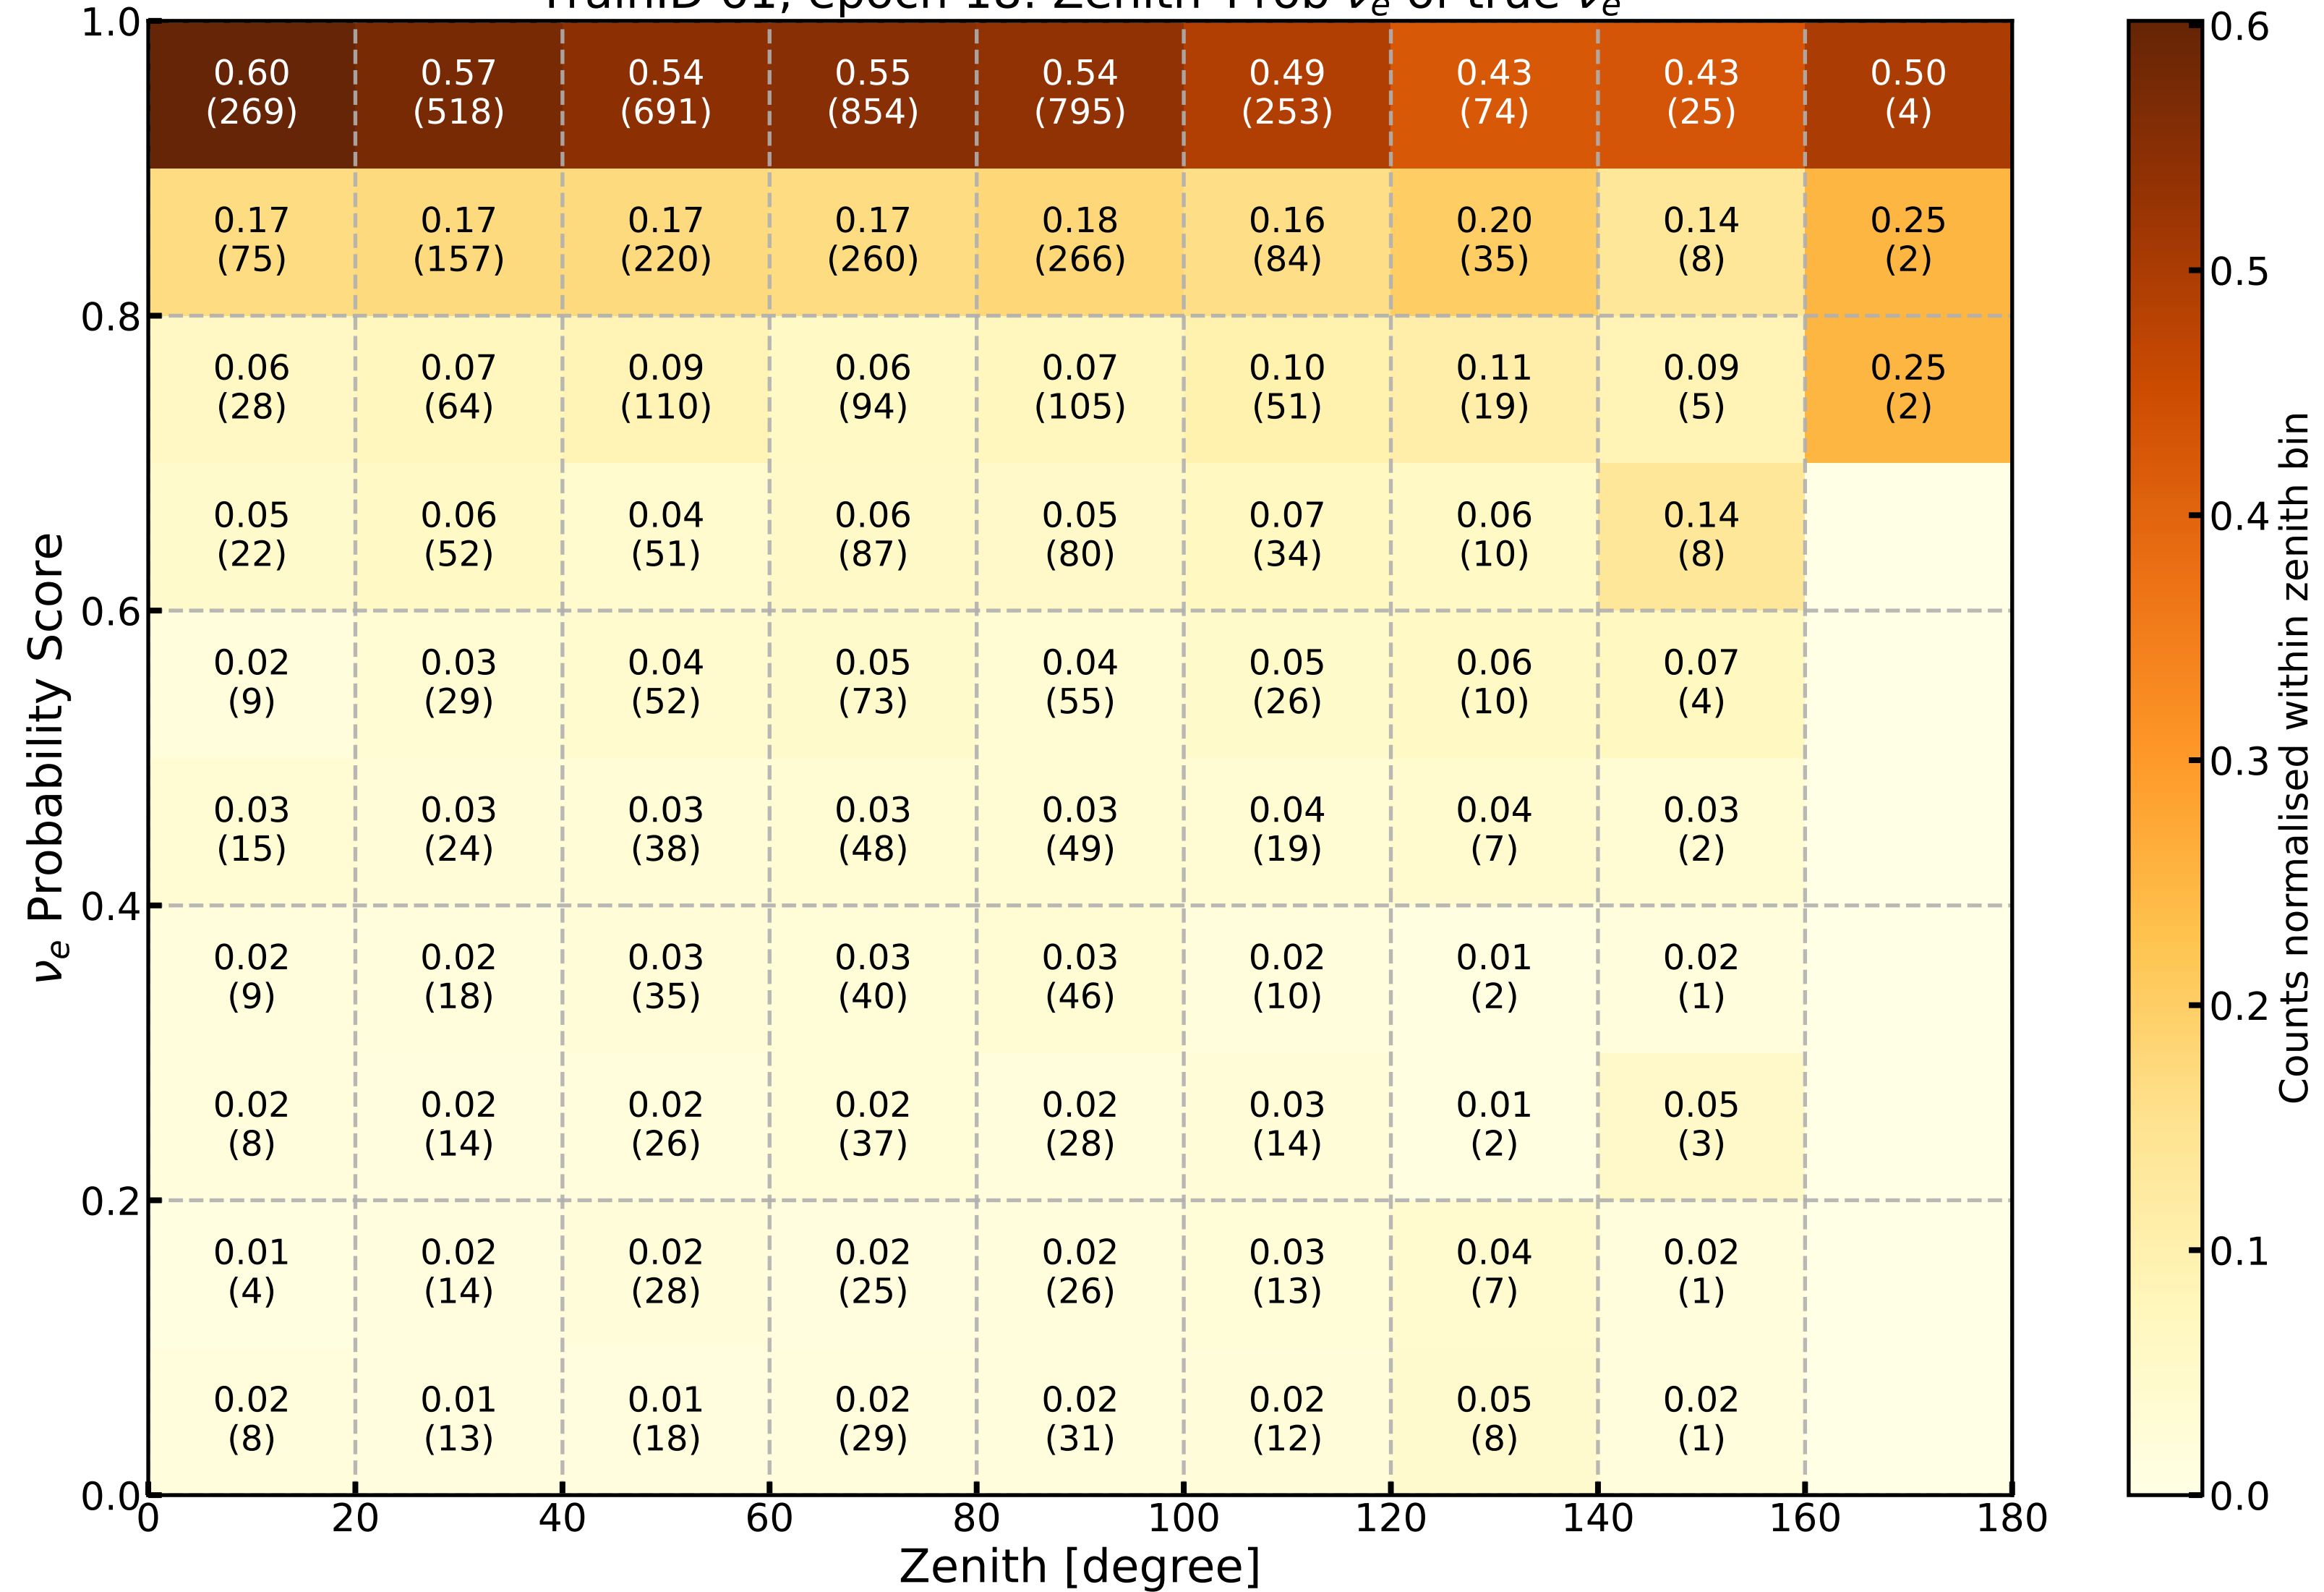 TrainID 61, epoch 18: Zenith-Prob νe of true νe
1.0
0.60 0.57 0.54 0.55 0.54 0.49 0.43 0.43 0.50
(269) (518) (691) (854) (795) (253) (74) (25) (4)
0.17 0.17 0.17 0.17 0.18 0.16 0.20 0.14 0.25
(75) (157) (220) (260) (266) (84) (35) (8) (2)
0.8
0.06 0.07 0.09 0.06 0.07 0.10 0.11 0.09 0.25
(28) (64) (110) (94) (105) (51) (19) (5) (2)
0.05 0.06 0.04 0.06 0.05 0.07 0.06 0.14
(22) (52) (51) (87) (80) (34) (10) (8)
0.6
0.02 0.03 0.04 0.05 0.04 0.05 0.06 0.07
(9) (29) (52) (73) (55) (26) (10) (4)
0.03 0.03 0.03 0.03 0.03 0.04 0.04 0.03
(15) (24) (38) (48) (49) (19) (7) (2)
0.4
0.02 0.02 0.03 0.03 0.03 0.02 0.01 0.02
(9) (18) (35) (40) (46) (10) (2) (1)
0.02 0.02 0.02 0.02 0.02 0.03 0.01 0.05
(8) (14) (26) (37) (28) (14) (2) (3)
0.2
0.01 0.02 0.02 0.02 0.02 0.03 0.04 0.02
(4) (14) (28) (25) (26) (13) (7) (1)
0.02 0.01 0.01 0.02 0.02 0.02 0.05 0.02
(8) (13) (18) (29) (31) (12) (8) (1)
0.0
0 20 40 60 80 100 120 140 160 180
Zenith [degree]
νe Probability Score
0.6
0.5
0.4
0.3
0.2
0.1
0.0
Counts normalised within zenith bin